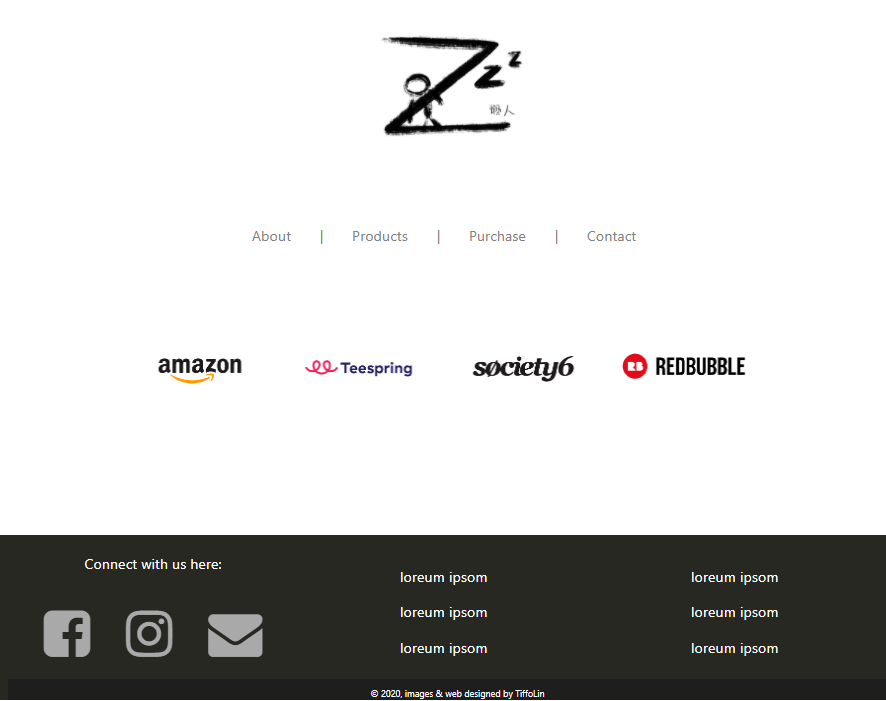 Zzz
懒人
About | Products | Purchase | Contact
amazon
Teespring
society6
RB REDBUBBLE
Connect with us here:
loreum ipsom
loreum ipsom
loreum ipsom
loreum ipsom
loreum ipsom
loreum ipsom
© 2020, images & web designed by TiffoLin